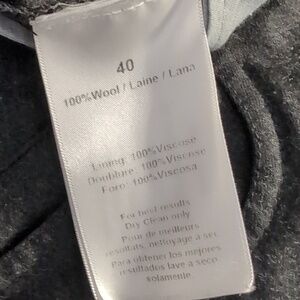 40
100%Wool / Laine / Lana
Lining: 100%Viscose
Doublure: 100%Viscose
Foro: 100%Viscosa
For best results
Dry Clean only
Pour de meilleurs
resultats, nettoyage a sec.
Para obtener los mejores
resultados lave a seco
solamente.